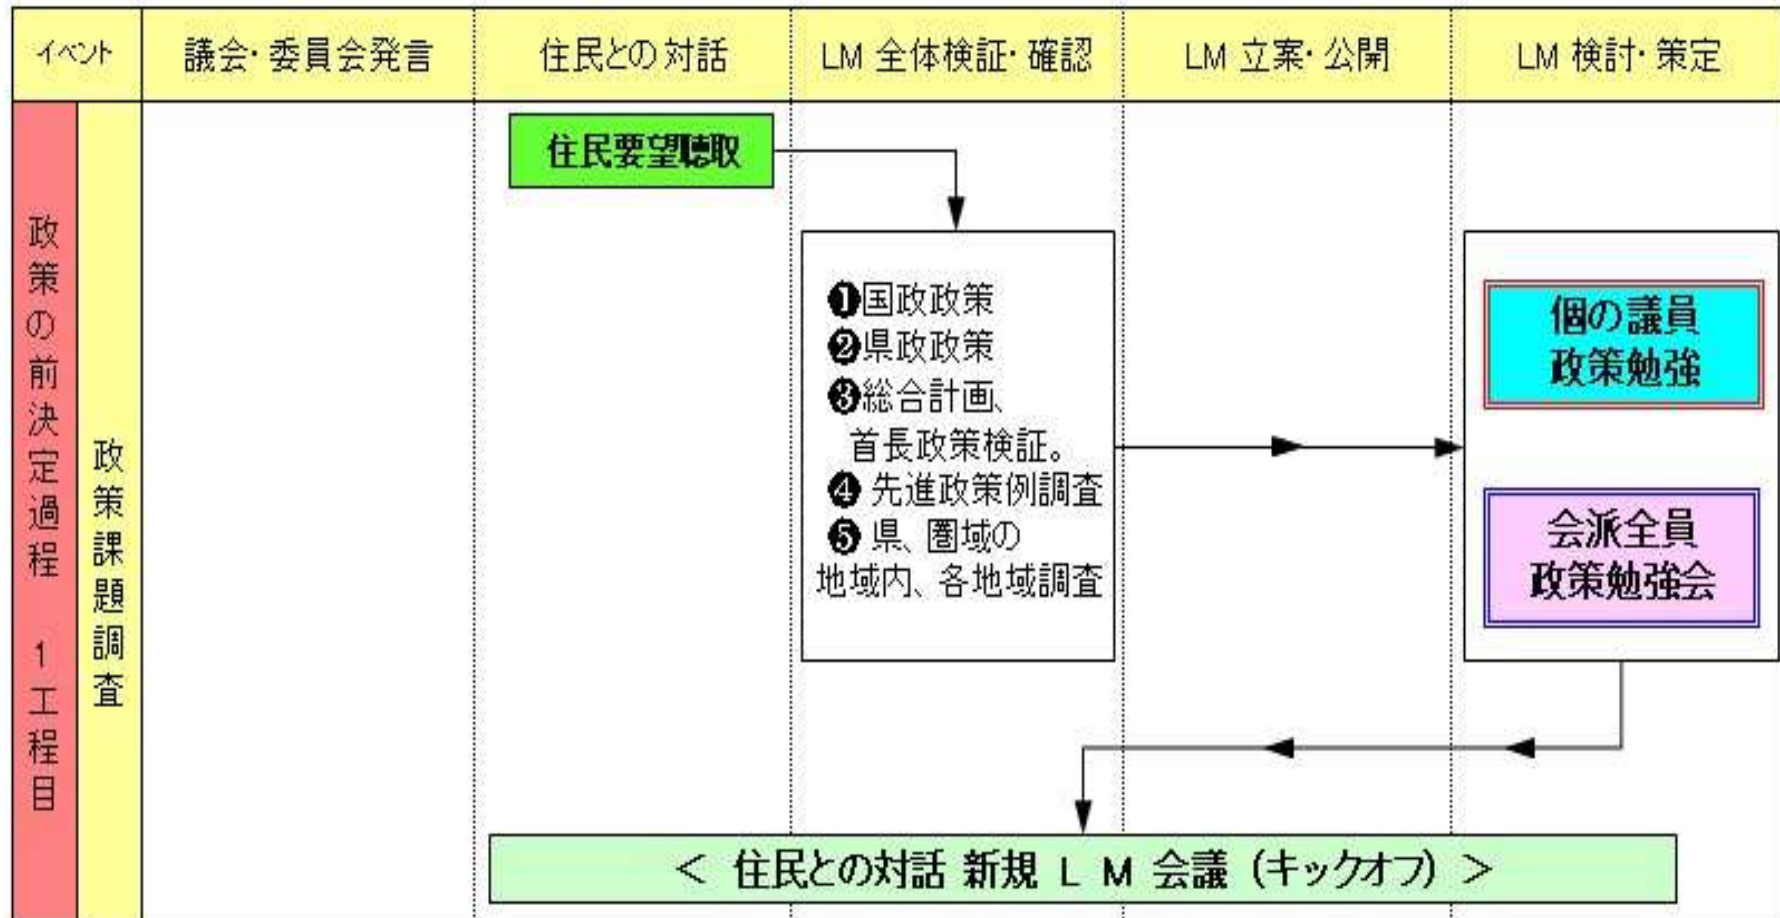 イベント
議会・委員会発言
住民との対話
LM 全体検証・確認
LM 立案・公開
LM 検討・策定
政策の前決定過程 1工程目
政策課題調査
住民要望聴取
❶国政政策
❷県政政策
❸総合計画、
首長政策検証。
❹ 先進政策例調査
❺ 県、圏域の
地域内、各地域調査
個の議員
政策勉強
会派全員
政策勉強会
＜ 住民との対話 新規 L M 会議 (キックオフ) ＞